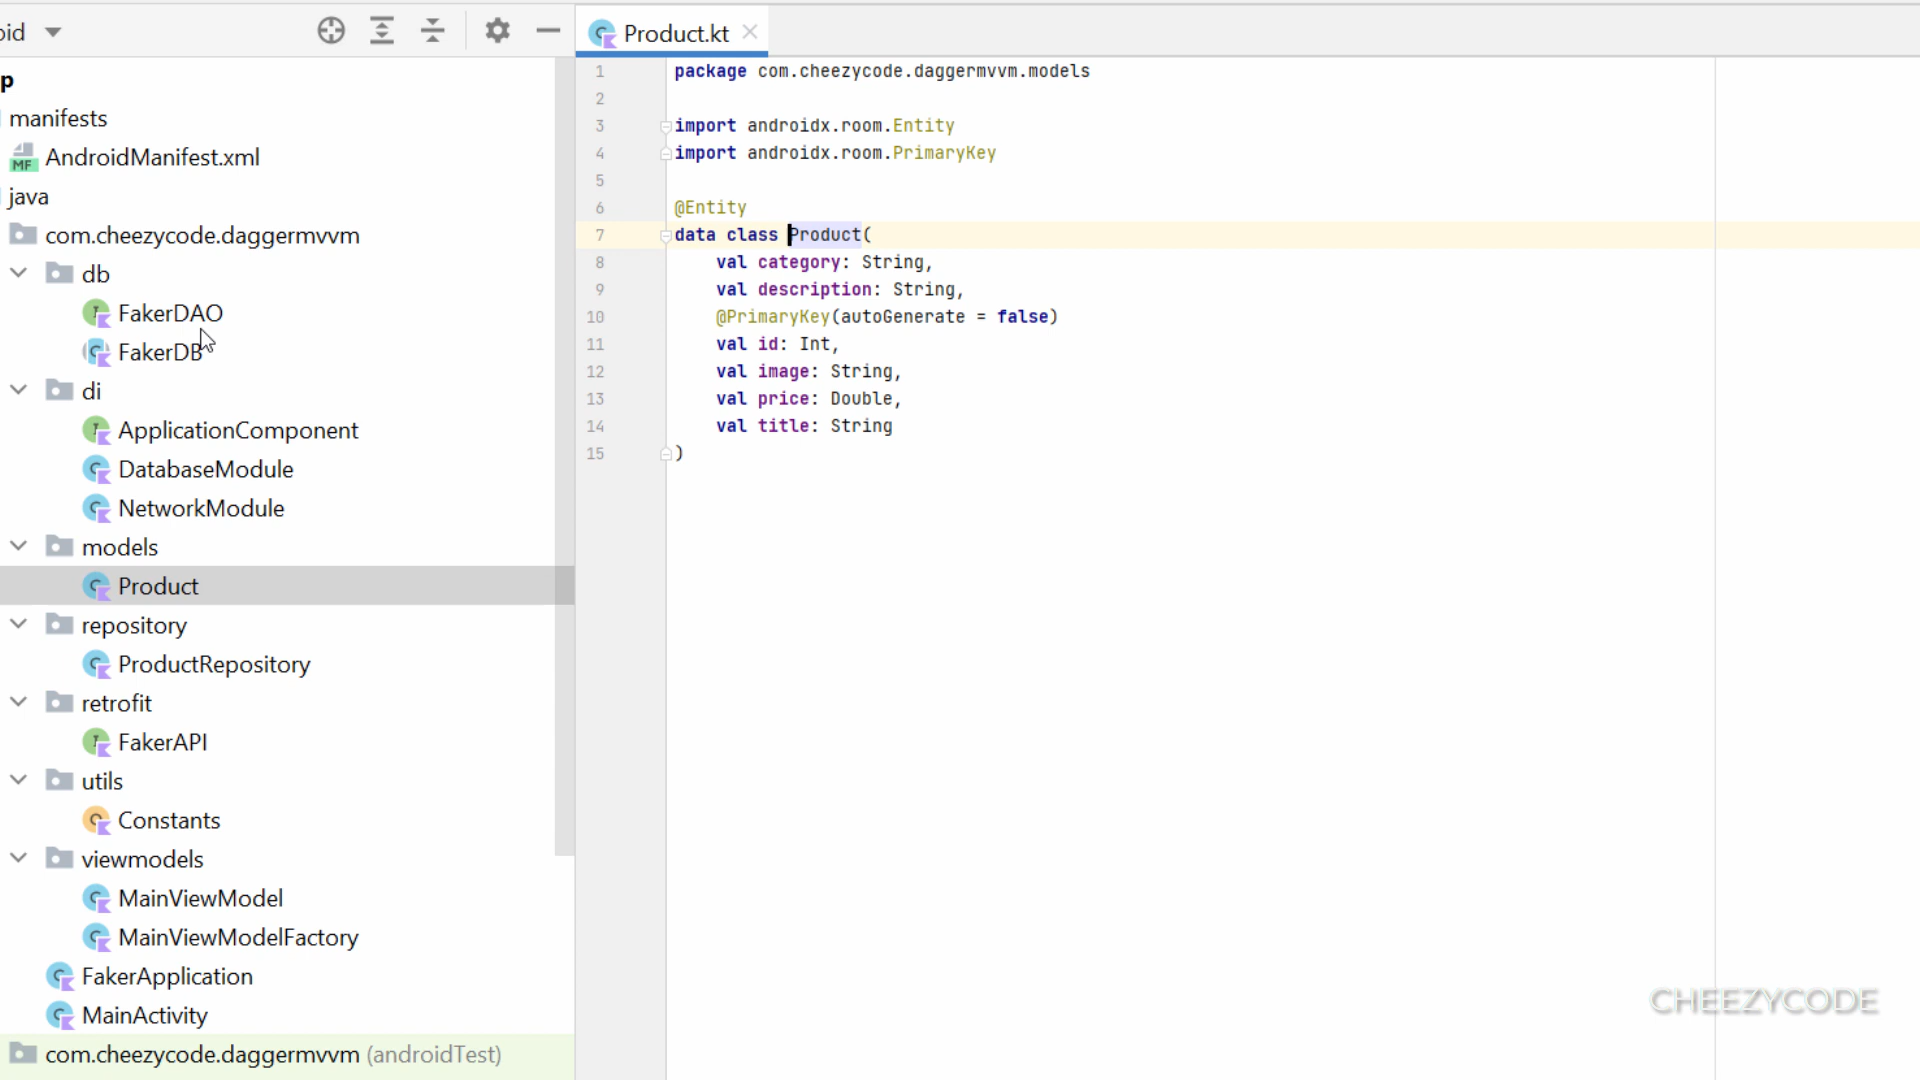 oid
Product.kt
p
manifests
MF AndroidManifest.xml
java
com.cheezycode.daggermvvm
db
FakerDAO
FakerDB
di
ApplicationComponent
DatabaseModule
NetworkModule
models
Product
repository
ProductRepository
retrofit
FakerAPI
utils
Constants
viewmodels
MainViewModel
MainViewModelFactory
FakerApplication
MainActivity
com.cheezycode.daggermvvm (androidTest)
1 package com.cheezycode.daggermvvm.models
2
3 import androidx.room.Entity
4 import androidx.room.PrimaryKey
5
6 @Entity
7 data class Product(
8 val category: String,
9 val description: String,
10 @PrimaryKey(autoGenerate = false)
11 val id: Int,
12 val image: String,
13 val price: Double,
14 val title: String
15 )
CHEEZYCODE